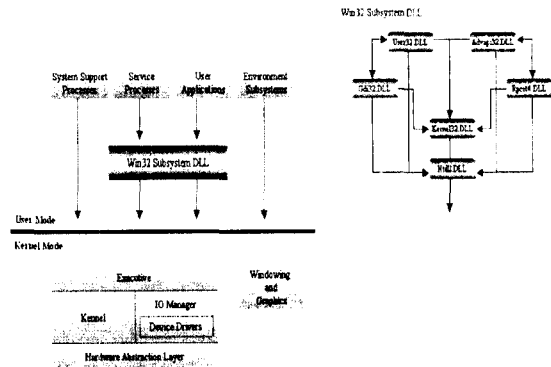 Win32 Subsystem DLL
User32 DLL
Advapi32 DLL
Gdi32 DLL
Rpcrt4 DLL
Kernel32 DLL
Ntdll DLL
System Support
Processes
Service
Processes
User
Applications
Environment
Subsystems
Win32 Subsystem DLL
User Mode
Kernel Mode
Executive
Kernel
IO Manager
Device Drivers
Hardware Abstraction Layer
Windowing
and
Graphics